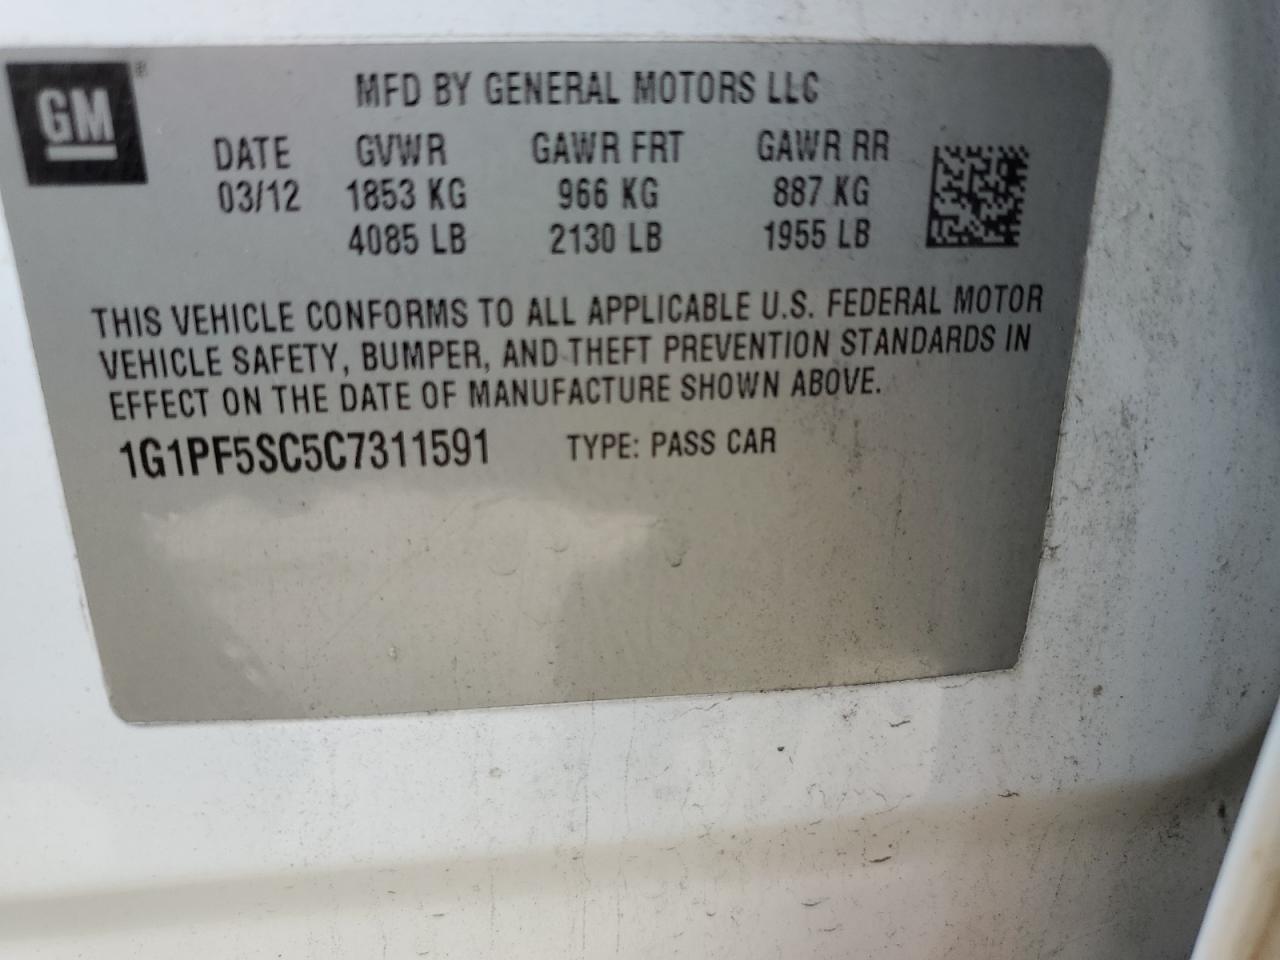 GM®
MFD BY GENERAL MOTORS LLC
DATE GVWR GAWR FRT GAWR RR
03/12 1853 KG 966 KG 887 KG
4085 LB 2130 LB 1955 LB
THIS VEHICLE CONFORMS TO ALL APPLICABLE U.S. FEDERAL MOTOR
VEHICLE SAFETY, BUMPER, AND THEFT PREVENTION STANDARDS IN
EFFECT ON THE DATE OF MANUFACTURE SHOWN ABOVE.
1G1PF5SC5C7311591 TYPE: PASS CAR